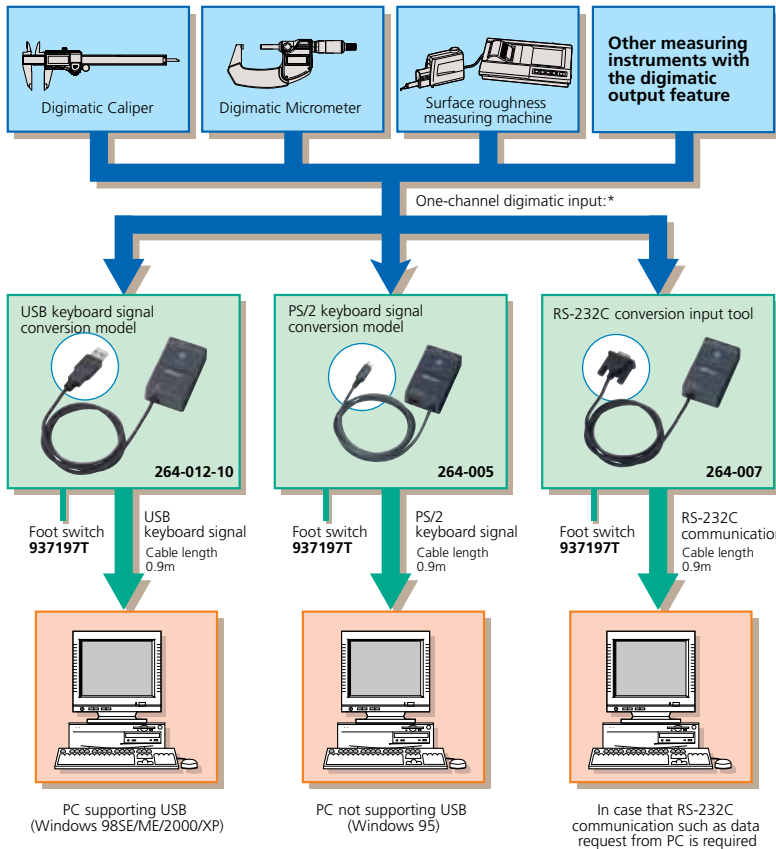 Digimatic Caliper
Digimatic Micrometer
Surface roughness
measuring machine
Other measuring
instruments with
the digimatic
output feature
One-channel digimatic input:*
USB keyboard signal
conversion model
264-012-10
PS/2 keyboard signal
conversion model
264-005
RS-232C conversion input tool
264-007
Foot switch
937197T
USB
keyboard signal
Cable length
0.9m
Foot switch
937197T
PS/2
keyboard signal
Cable length
0.9m
Foot switch
937197T
RS-232C
communication
Cable length
0.9m
PC supporting USB
(Windows 98SE/ME/2000/XP)
PC not supporting USB
(Windows 95)
In case that RS-232C
communication such as data
request from PC is required